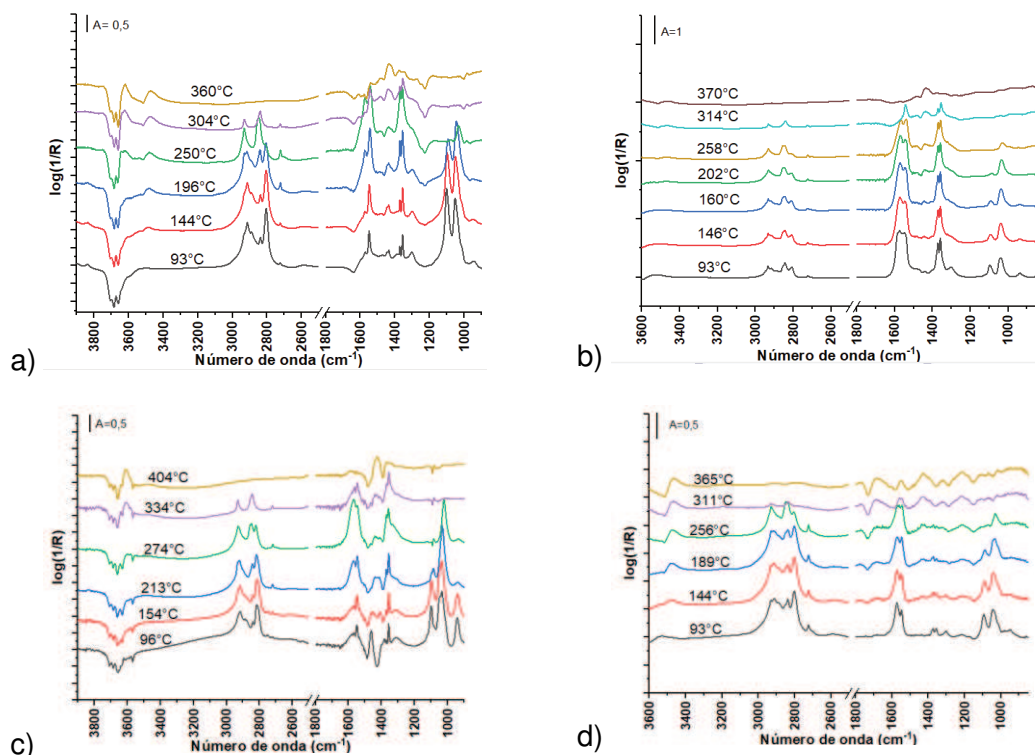 A= 0,5
360°C
304°C
250°C
196°C
144°C
93°C
log(1/R)
3800 3600 3400 3200 3000 2800 2600 2400 1800 1600 1400 1200 1000
Número de onda (cm-1)
a)
A=1
370°C
314°C
258°C
202°C
160°C
146°C
93°C
log(1/R)
3600 3400 3200 3000 2800 2600 2400 1800 1600 1400 1200 1000
Número de onda (cm-1)
b)
A=0,5
404°C
334°C
274°C
213°C
154°C
96°C
log(1/R)
3800 3600 3400 3200 3000 2800 2600 2400 1800 1600 1400 1200 1000
Número de onda (cm-1)
c)
A=0,5
365°C
311°C
256°C
189°C
144°C
93°C
log(1/R)
3600 3400 3200 3000 2800 2600 2400 1800 1600 1400 1200 1000
Número de onda (cm-1)
d)